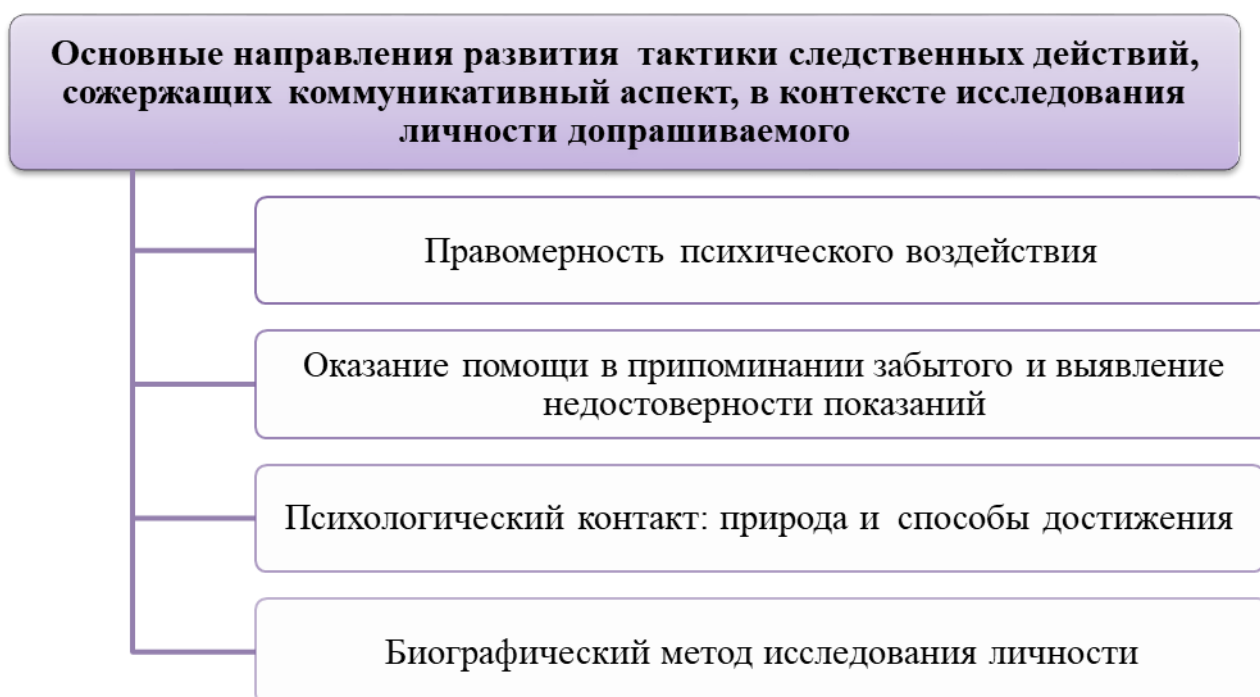 Основные направления развития тактики следственных действий,
сожержащих коммуникативный аспект, в контексте исследования
личности допрашиваемого
Правомерность психического воздействия
Оказание помощи в припоминании забытого и выявление
недостоверности показаний
Психологический контакт: природа и способы достижения
Биографический метод исследования личности